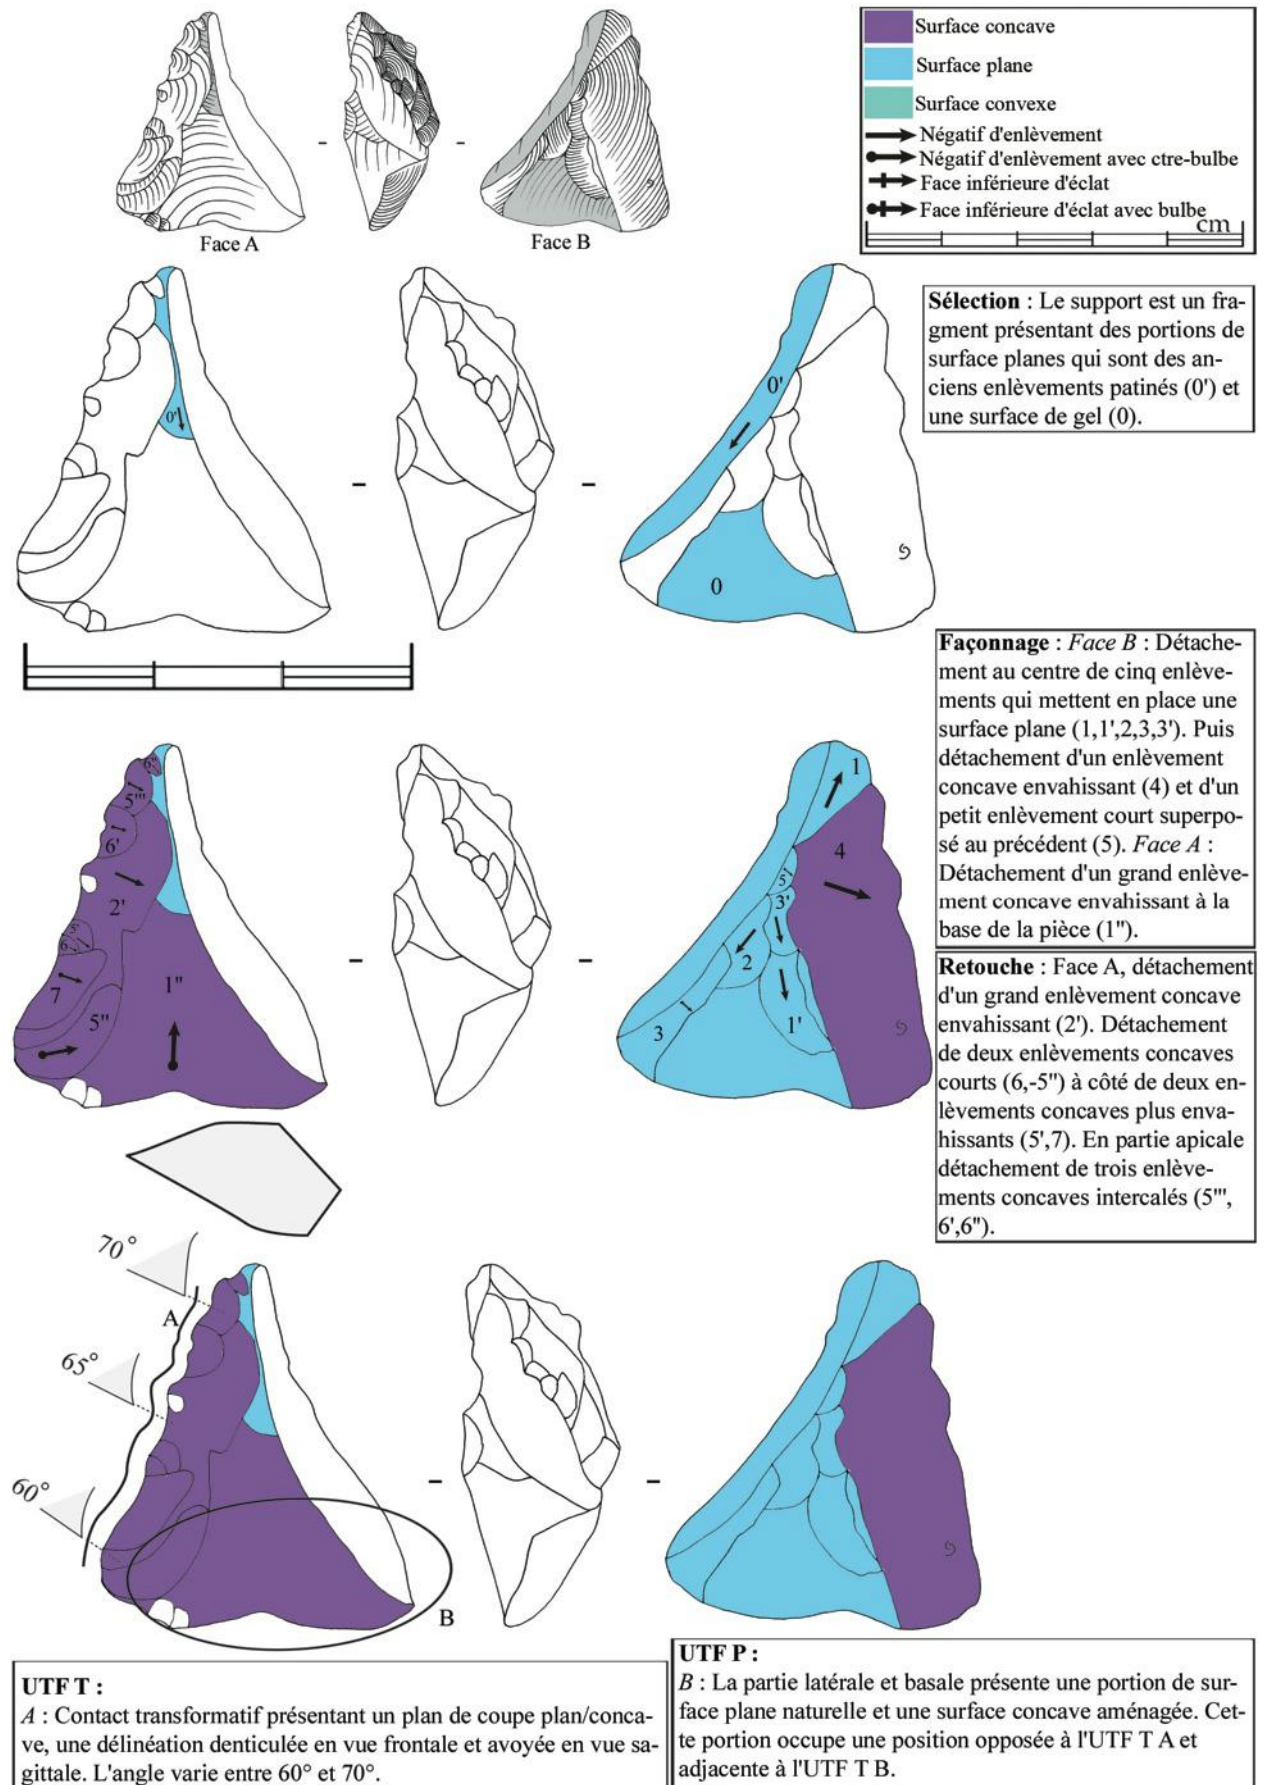 Surface concave
Surface plane
Surface convexe
Négatif d'enlèvement
Négatif d'enlèvement avec ctre-bulbe
Face inférieure d'éclat
Face inférieure d'éclat avec bulbe
cm
Face A
Face B
Sélection : Le support est un fra-
gment présentant des portions de
surface planes qui sont des an-
ciens enlèvements patinés (0') et
une surface de gel (0).
0'
0'
0
Façonnage : Face B : Détache-
ment au centre de cinq enlève-
ments qui mettent en place une
surface plane (1,1',2,3,3'). Puis
détachement d'un enlèvement
concave envahissant (4) et d'un
petit enlèvement court superpo-
sé au précédent (5). Face A :
Détachement d'un grand enlève-
ment concave envahissant à la
base de la pièce (1'').
6''
5'''
6'
2'
5'
6
7
1''
5''
1
4
5
3'
2
1'
3
Retouche : Face A, détachement
d'un grand enlèvement concave
envahissant (2'). Détachement
de deux enlèvements concaves
courts (6,-5'') à côté de deux en-
lèvements concaves plus enva-
hissants (5',7). En partie apicale
détachement de trois enlève-
ments concaves intercalés (5''',
6',6'').
70°
A
65°
60°
B
UTF T :
A : Contact transformatif présentant un plan de coupe plan/conca-
ve, une délinéation denticulée en vue frontale et avoyée en vue sa-
gittale. L'angle varie entre 60° et 70°.
UTF P :
B : La partie latérale et basale présente une portion de sur-
face plane naturelle et une surface concave aménagée. Cet-
te portion occupe une position opposée à l'UTF T A et
adjacente à l'UTF T B.